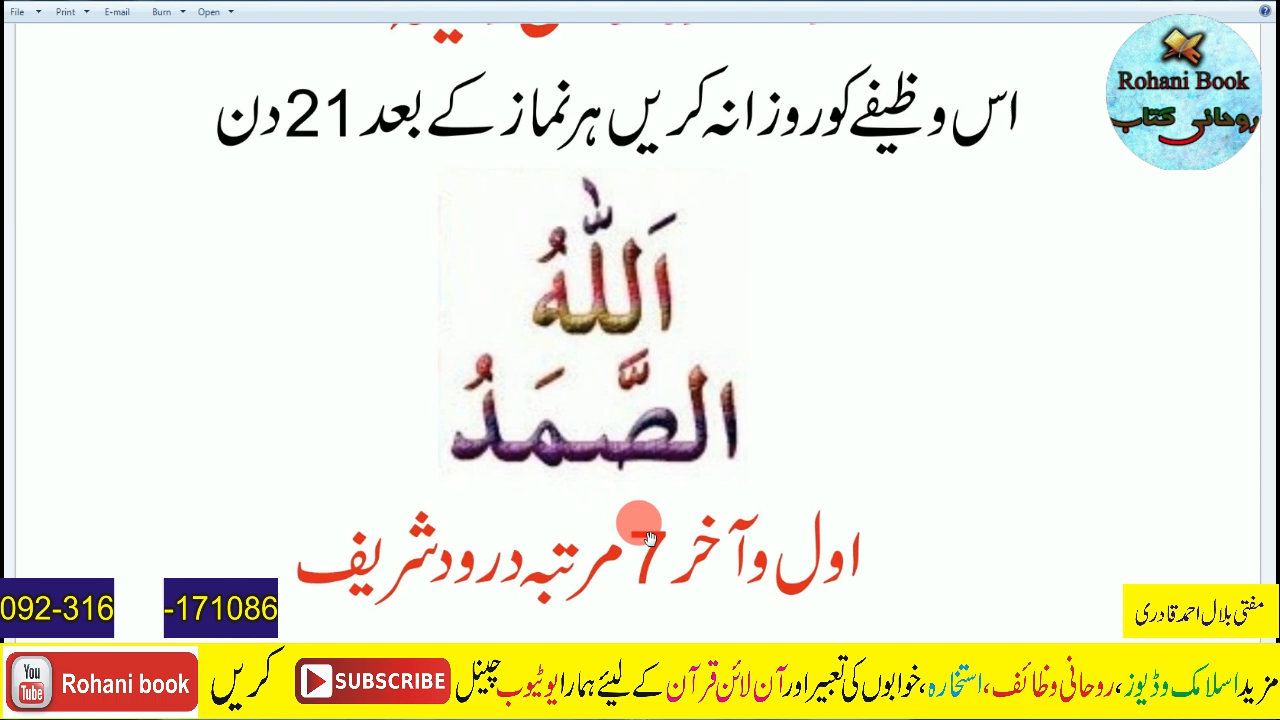 File Print E-mail Burn Open
Rohani Book
روحانی کتاب
اس وظیفے کو روزانہ کریں ہر نماز کے بعد 21 دن
اَللّٰهُ
الصَّمَدُ
اول و آخر 7 مرتبہ درود شریف
092-316 -171086
مفتی بلال احمد قادری
مزید اسلامک وڈیوز، روحانی وظائف، استخارہ، خوابوں کی تعبیر اور آن لائن قرآن کے لیئے ہمارا یوٹیوب چینل SUBSCRIBE کریں
You Tube Rohani book